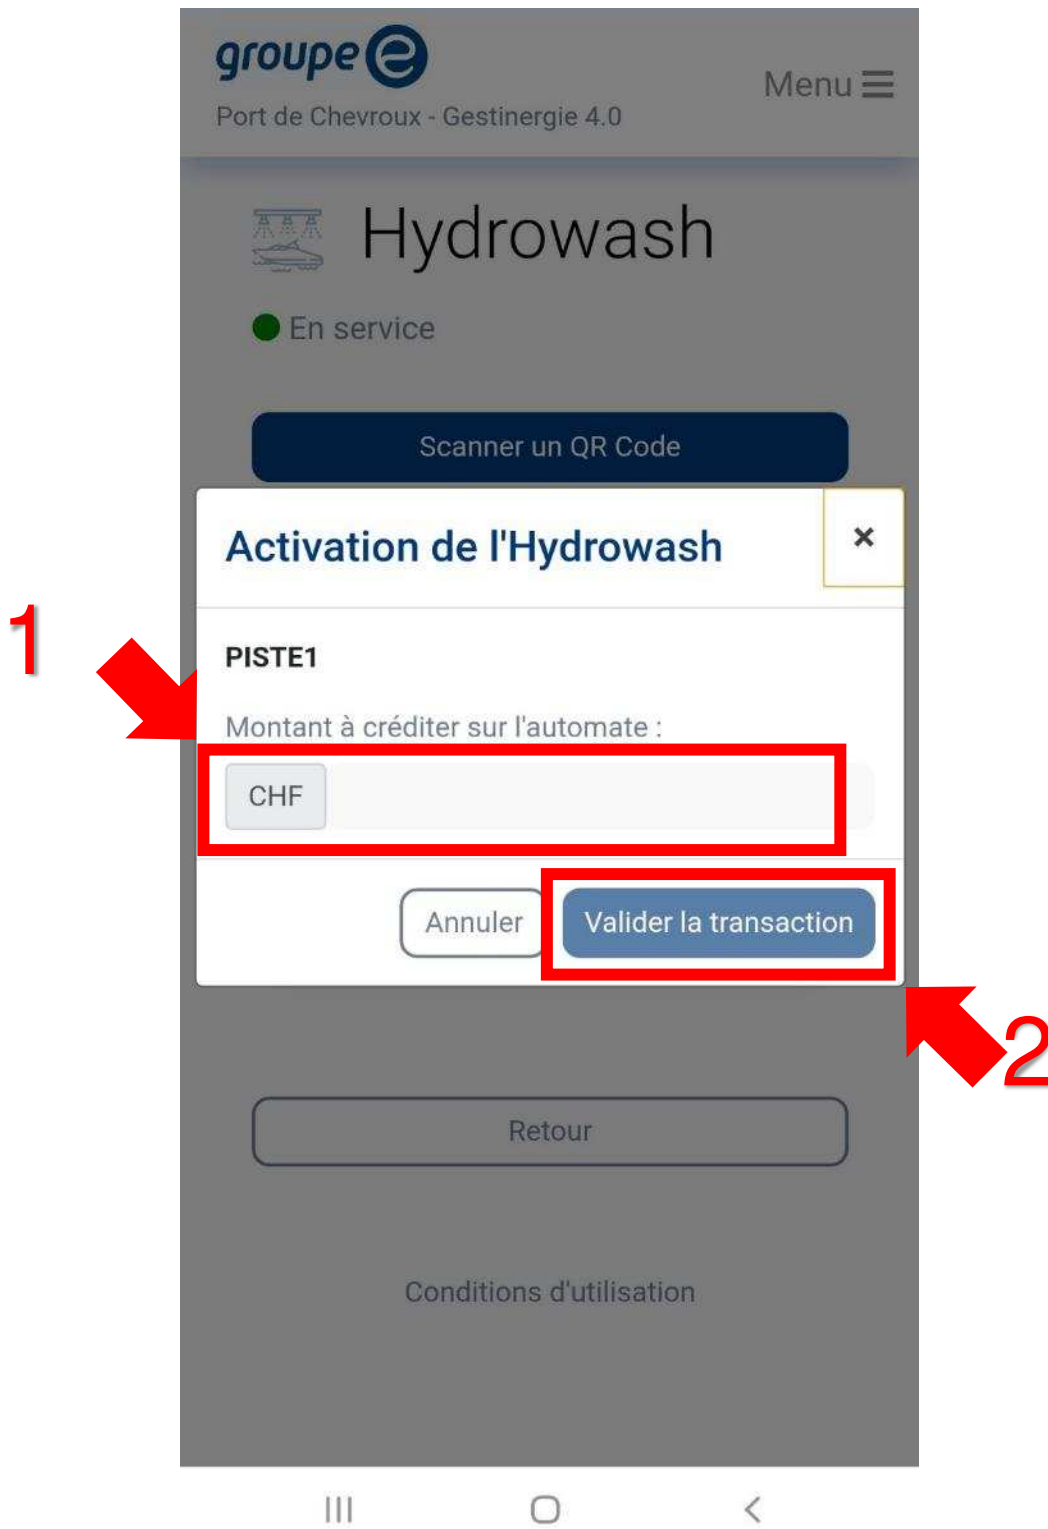 groupe e
Menu
Port de Chevroux - Gestinergie 4.0
Hydrowash
En service
Scanner un QR Code
Activation de l'Hydrowash
×
1
PISTE1
Montant à créditer sur l'automate :
CHF
Annuler
Valider la transaction
2
Retour
Conditions d'utilisation